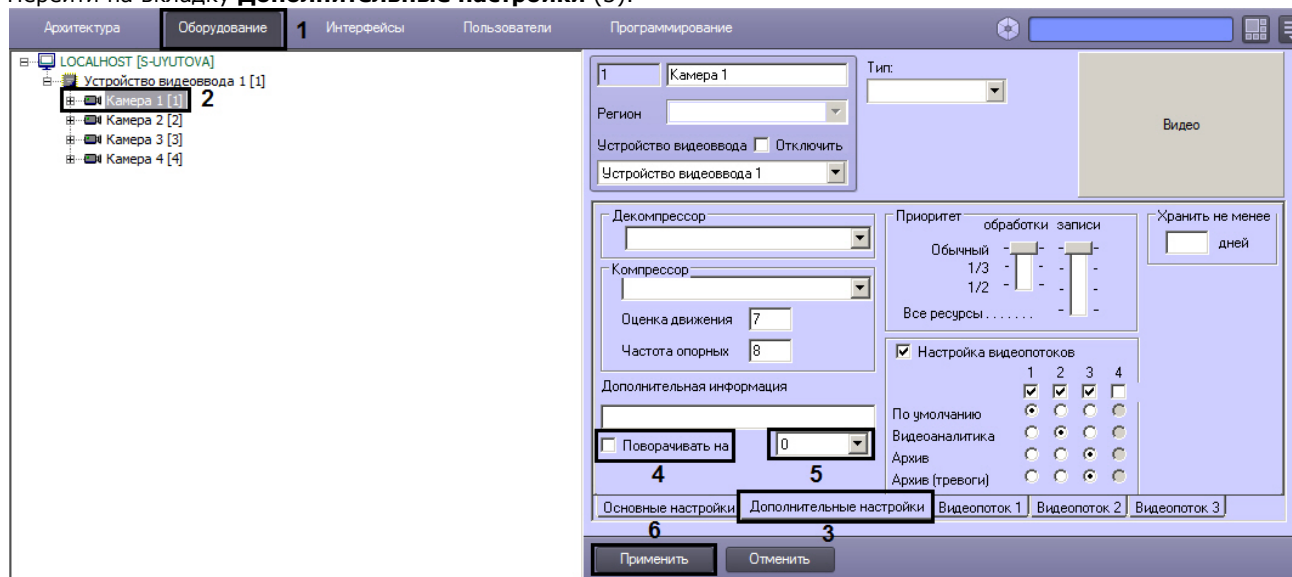 Перейти на вкладку Дополнительные настройки (3).
Архитектура Оборудование 1 Интерфейсы Пользователи Программирование
LOCALHOST [S-UYUTOVA]
Устройство видеоввода 1 [1]
Камера 1 [1] 2
Камера 2 [2]
Камера 3 [3]
Камера 4 [4]
1 Камера 1
Тип:
Регион
Видео
Устройство видеоввода Отключить
Устройство видеоввода 1
Декомпрессор
Приоритет
обработки записи
Хранить не менее
дней
Обычный
1/3
1/2
Все ресурсы . . . . . . .
Компрессор
Оценка движения 7
Частота опорных 8
Настройка видеопотоков
1 2 3 4
По умолчанию
Видеоаналитика
Архив
Архив (тревоги)
Дополнительная информация
Поворачивать на 0
4 5
Основные настройки Дополнительные настройки Видеопоток 1 Видеопоток 2 Видеопоток 3
6 3
Применить Отменить